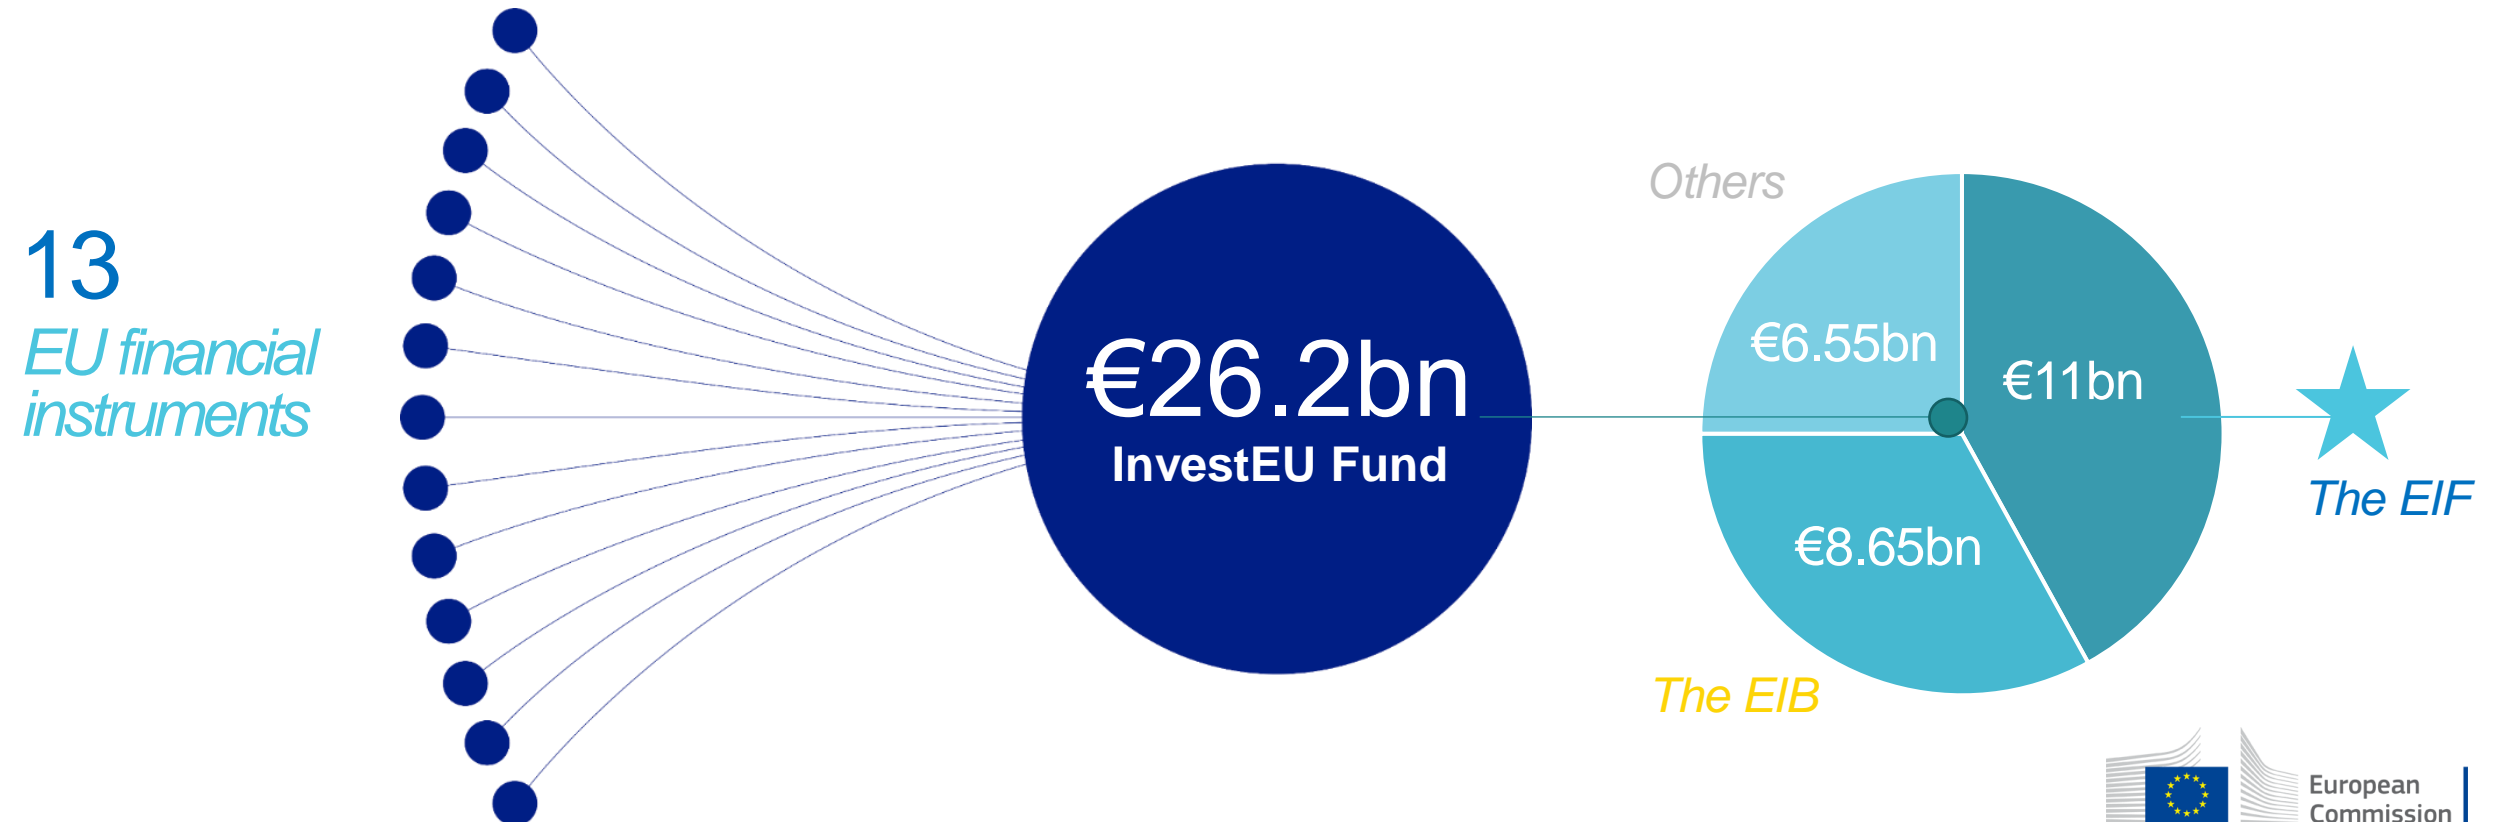 13
EU financial
instruments
€26.2bn
InvestEU Fund
Others
€6.55bn
€11bn
€8.65bn
The EIF
The EIB
European
Commission